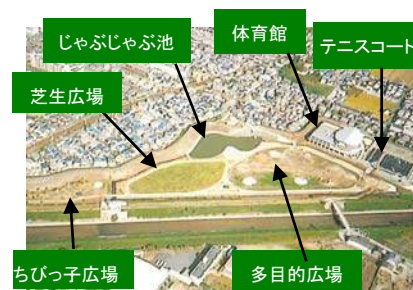 じゃぶじゃぶ池
体育館
テニスコート
芝生広場
ちびっ子広場
多目的広場